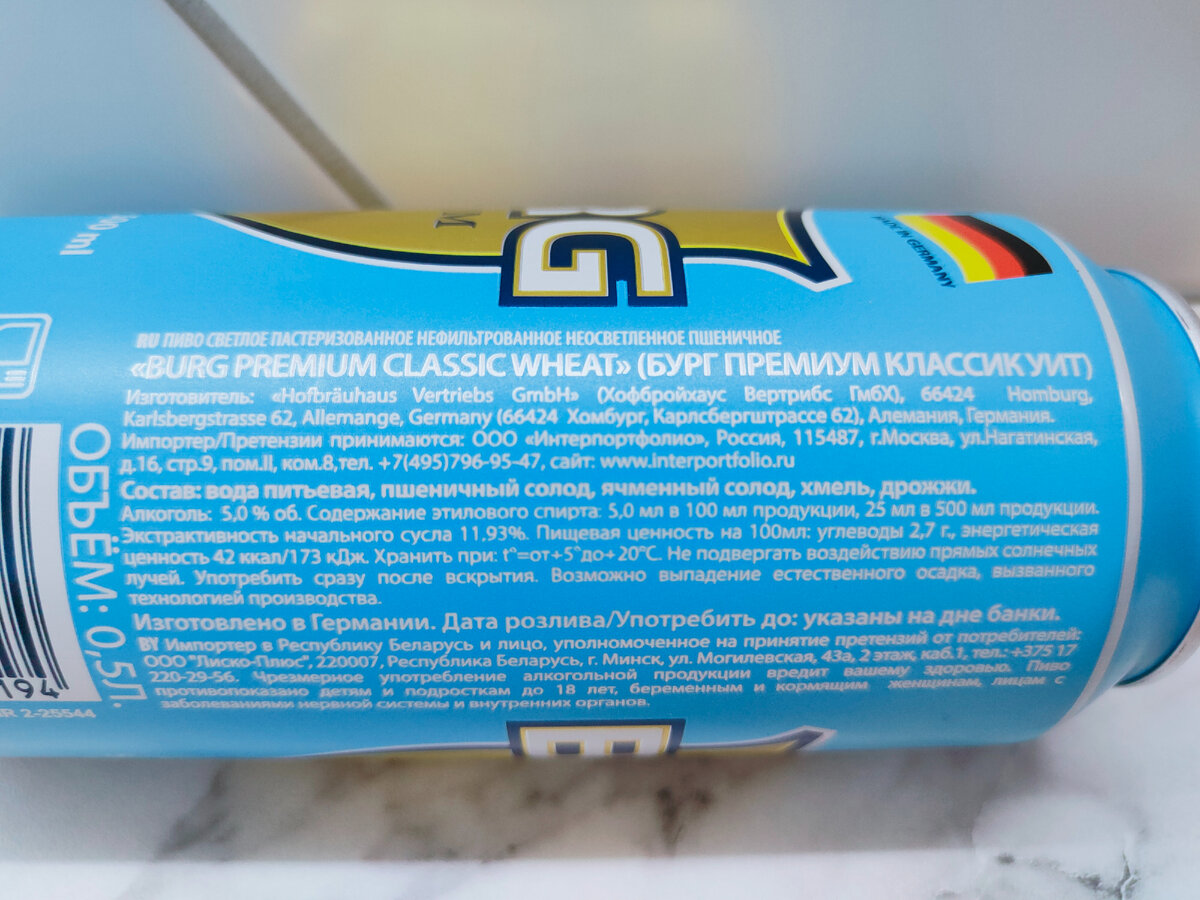 MADE IN GERMANY
BG
M
ml
RU ПИВО СВЕТЛОЕ ПАСТЕРИЗОВАННОЕ НЕФИЛЬТРОВАННОЕ НЕОСВЕТЛЕННОЕ ПШЕНИЧНОЕ
«BURG PREMIUM CLASSIC WHEAT» (БУРГ ПРЕМИУМ КЛАССИК УИТ)
Изготовитель: «Hofbräuhaus Vertriebs GmbH» (Хоффбройхаус Вертрибс ГмбХ), 66424 Homburg,
Karlsbergstrasse 62, Allemange, Germany (66424 Хомбург, Карлсбергштрассе 62), Алемания, Германия.
Импортер/Претензии принимаются: ООО «Интерпортфолио», Россия, 115487, г.Москва, ул.Нагатинская,
д.16, стр.9, пом.II, ком.8,тел. +7(495)796-95-47, сайт: www.interportfolio.ru
Состав: вода питьевая, пшеничный солод, ячменный солод, хмель, дрожжи.
Алкоголь: 5,0 % об. Содержание этилового спирта: 5,0 мл в 100 мл продукции, 25 мл в 500 мл продукции.
Экстрактивность начального сусла 11,93%. Пищевая ценность на 100мл: углеводы 2,7 г., энергетическая
ценность 42 ккал/173 кДж. Хранить при: t°=от+5°до+20°С. Не подвергать воздействию прямых солнечных
лучей. Употребить сразу после вскрытия. Возможно выпадение естественного осадка, вызванного
технологией производства.
Изготовлено в Германии. Дата розлива/Употребить до: указаны на дне банки.
BY Импортер в Республику Беларусь и лицо, уполномоченное на принятие претензий от потребителей:
ООО "Лиско-Плюс", 220007, Республика Беларусь, г. Минск, ул. Могилевская, 43а, 2 этаж, каб.1, тел.: +375 17
220-29-56. Чрезмерное употребление алкогольной продукции вредит вашему здоровью. Пиво
противопоказано детям и подросткам до 18 лет, беременным и кормящим женщинам, лицам с
заболеваниями нервной системы и внутренних органов.
ОБЪЁМ: 0,5Л.
194
2-25544